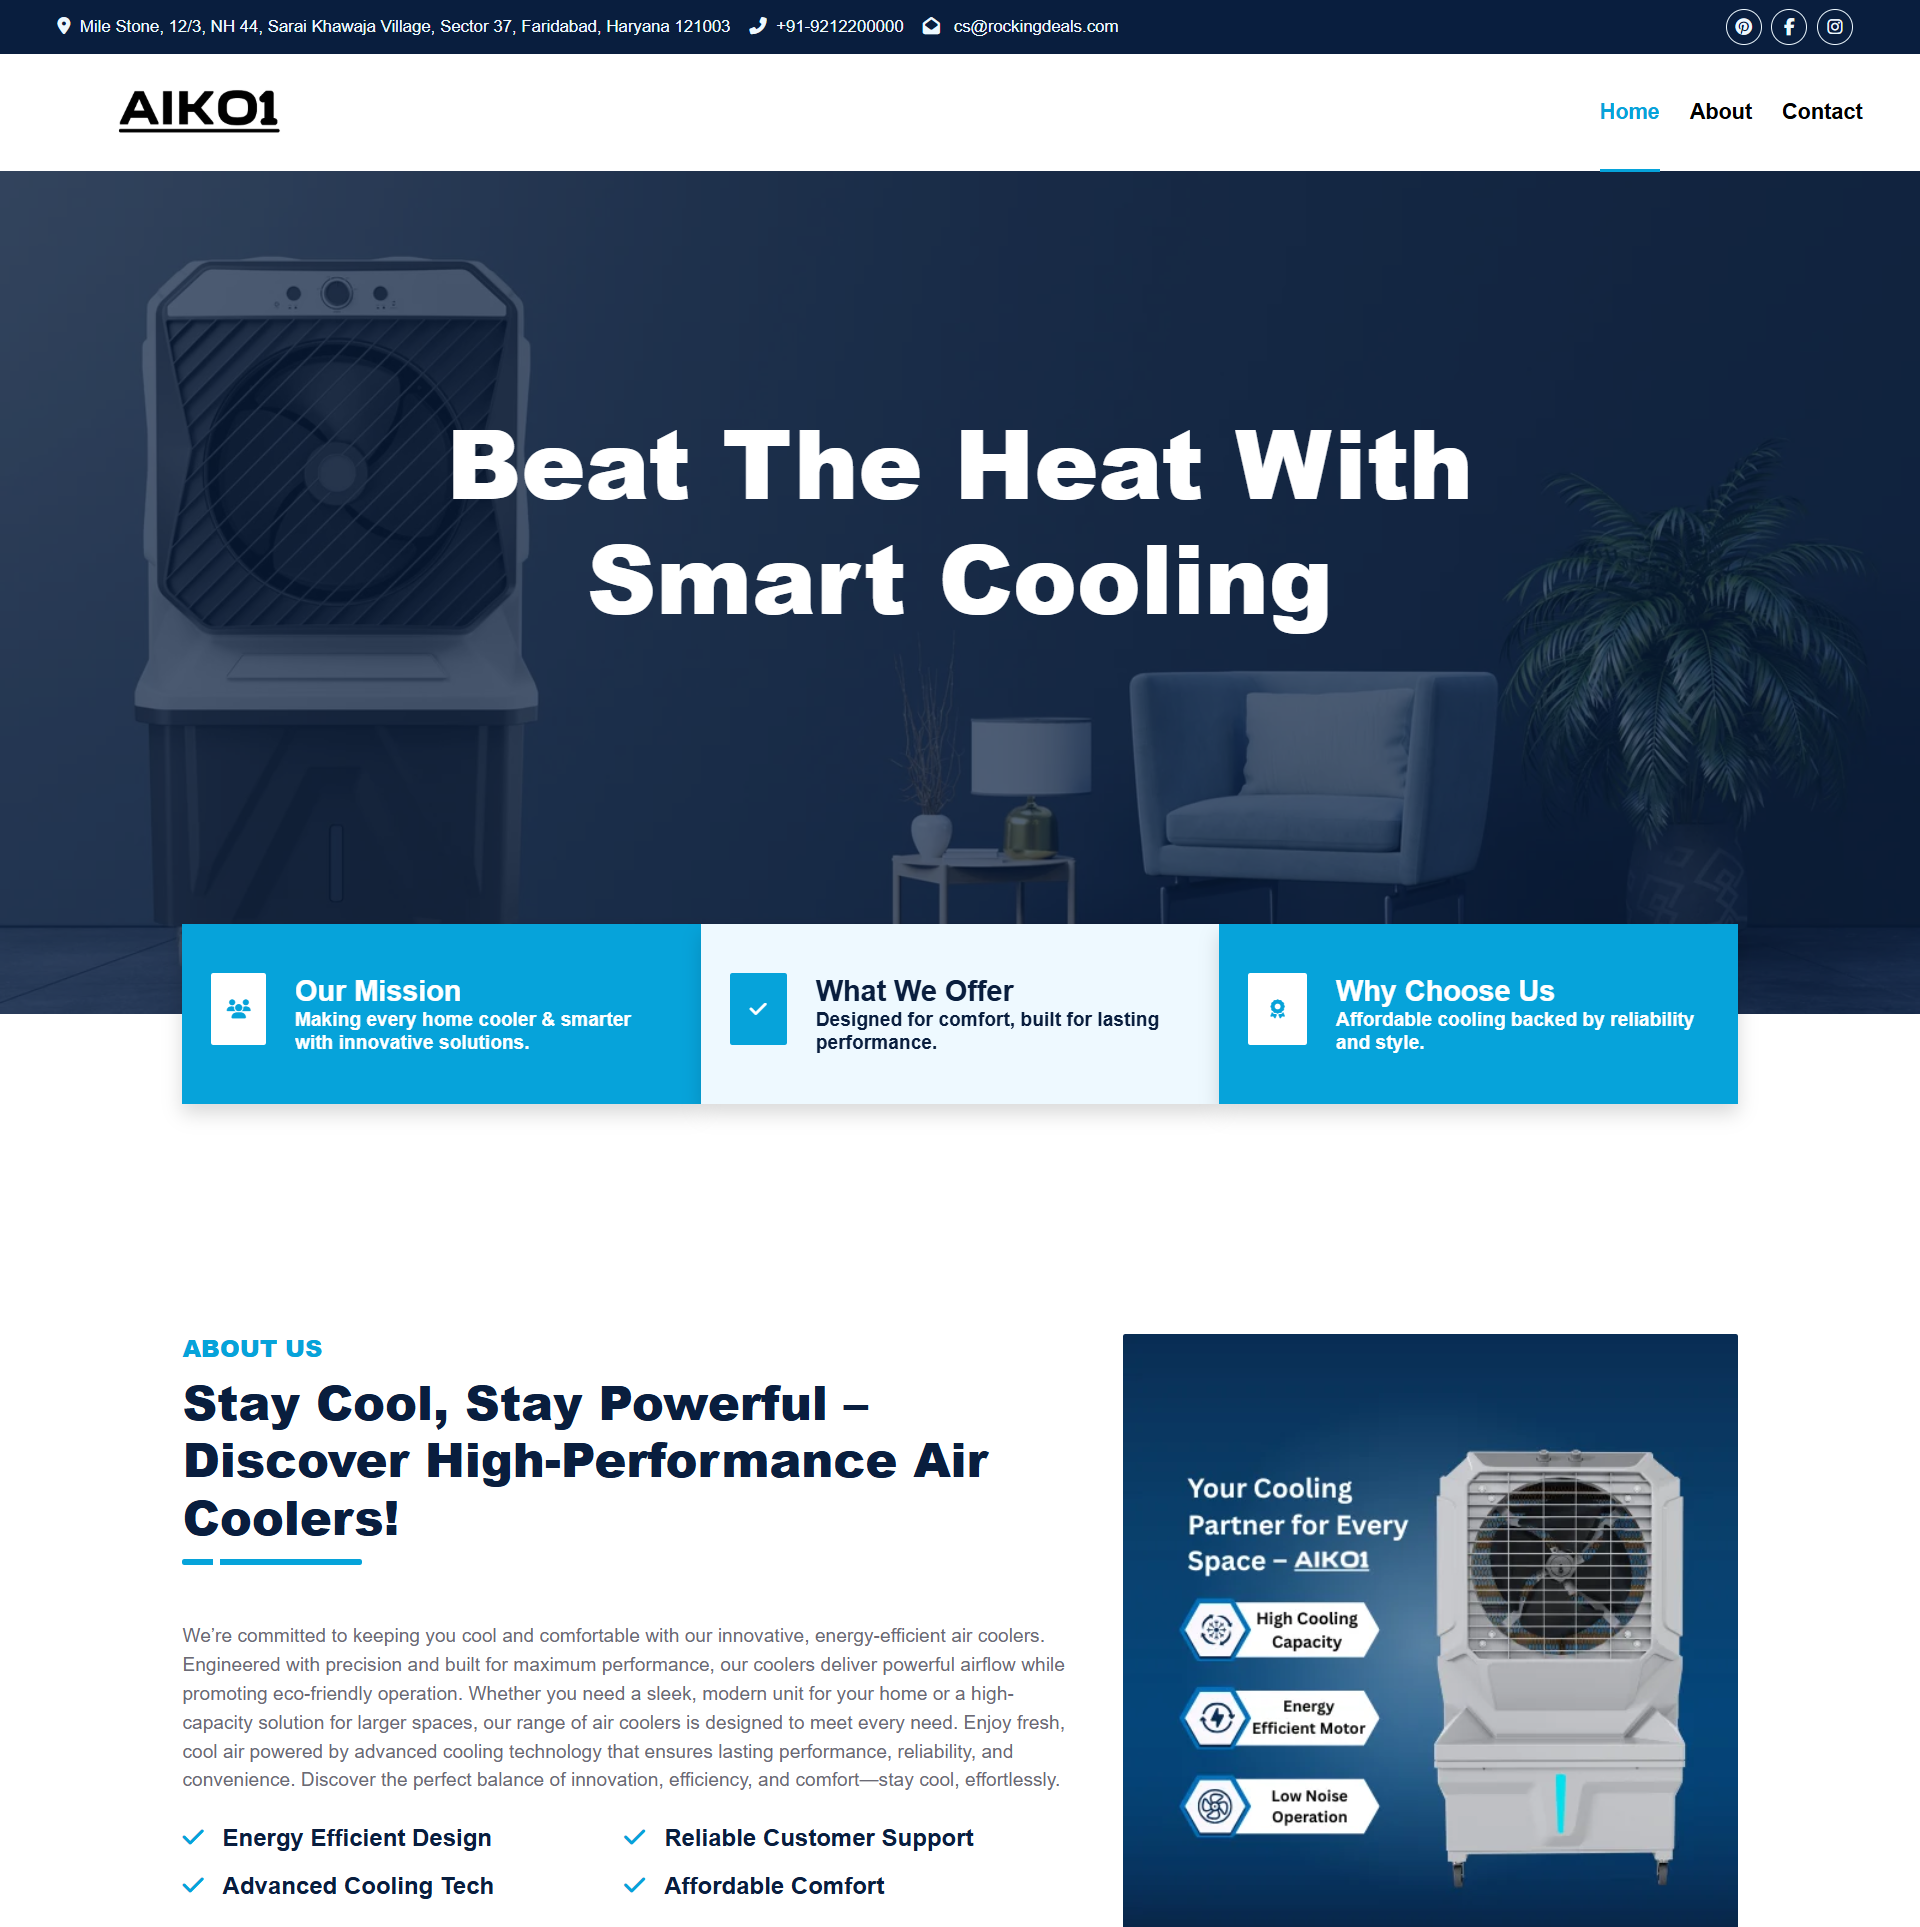 Mile Stone, 12/3, NH 44, Sarai Khawaja Village, Sector 37, Faridabad, Haryana 121003 +91-9212200000 cs@rockingdeals.com
AIKO1
Home About Contact
Beat The Heat With
Smart Cooling
Our Mission
Making every home cooler & smarter
with innovative solutions.
What We Offer
Designed for comfort, built for lasting
performance.
Why Choose Us
Affordable cooling backed by reliability
and style.
ABOUT US
Stay Cool, Stay Powerful –
Discover High-Performance Air
Coolers!
We’re committed to keeping you cool and comfortable with our innovative, energy-efficient air coolers.
Engineered with precision and built for maximum performance, our coolers deliver powerful airflow while
promoting eco-friendly operation. Whether you need a sleek, modern unit for your home or a high-
capacity solution for larger spaces, our range of air coolers is designed to meet every need. Enjoy fresh,
cool air powered by advanced cooling technology that ensures lasting performance, reliability, and
convenience. Discover the perfect balance of innovation, efficiency, and comfort—stay cool, effortlessly.
Energy Efficient Design
Reliable Customer Support
Advanced Cooling Tech
Affordable Comfort
Your Cooling
Partner for Every
Space – AIKO1
High Cooling
Capacity
Energy
Efficient Motor
Low Noise
Operation